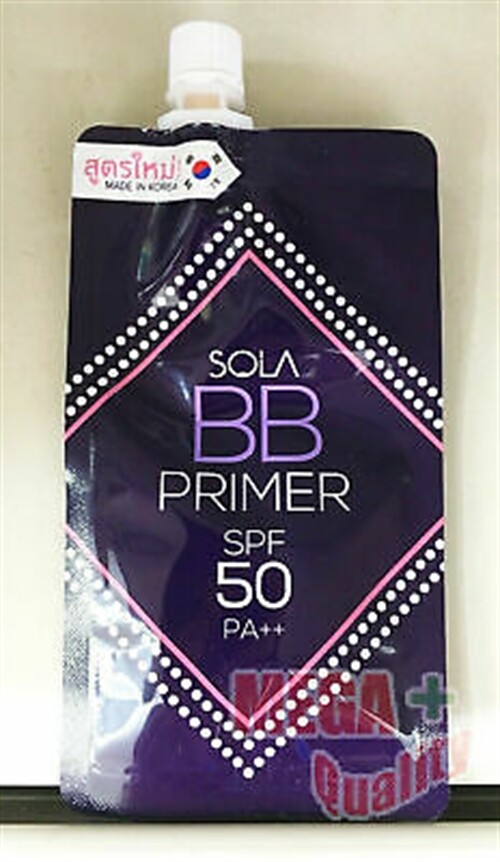 สูตรใหม่
MADE IN KOREA
SOLA
BB
PRIMER
SPF
50
PA++
MEGA+
Quality